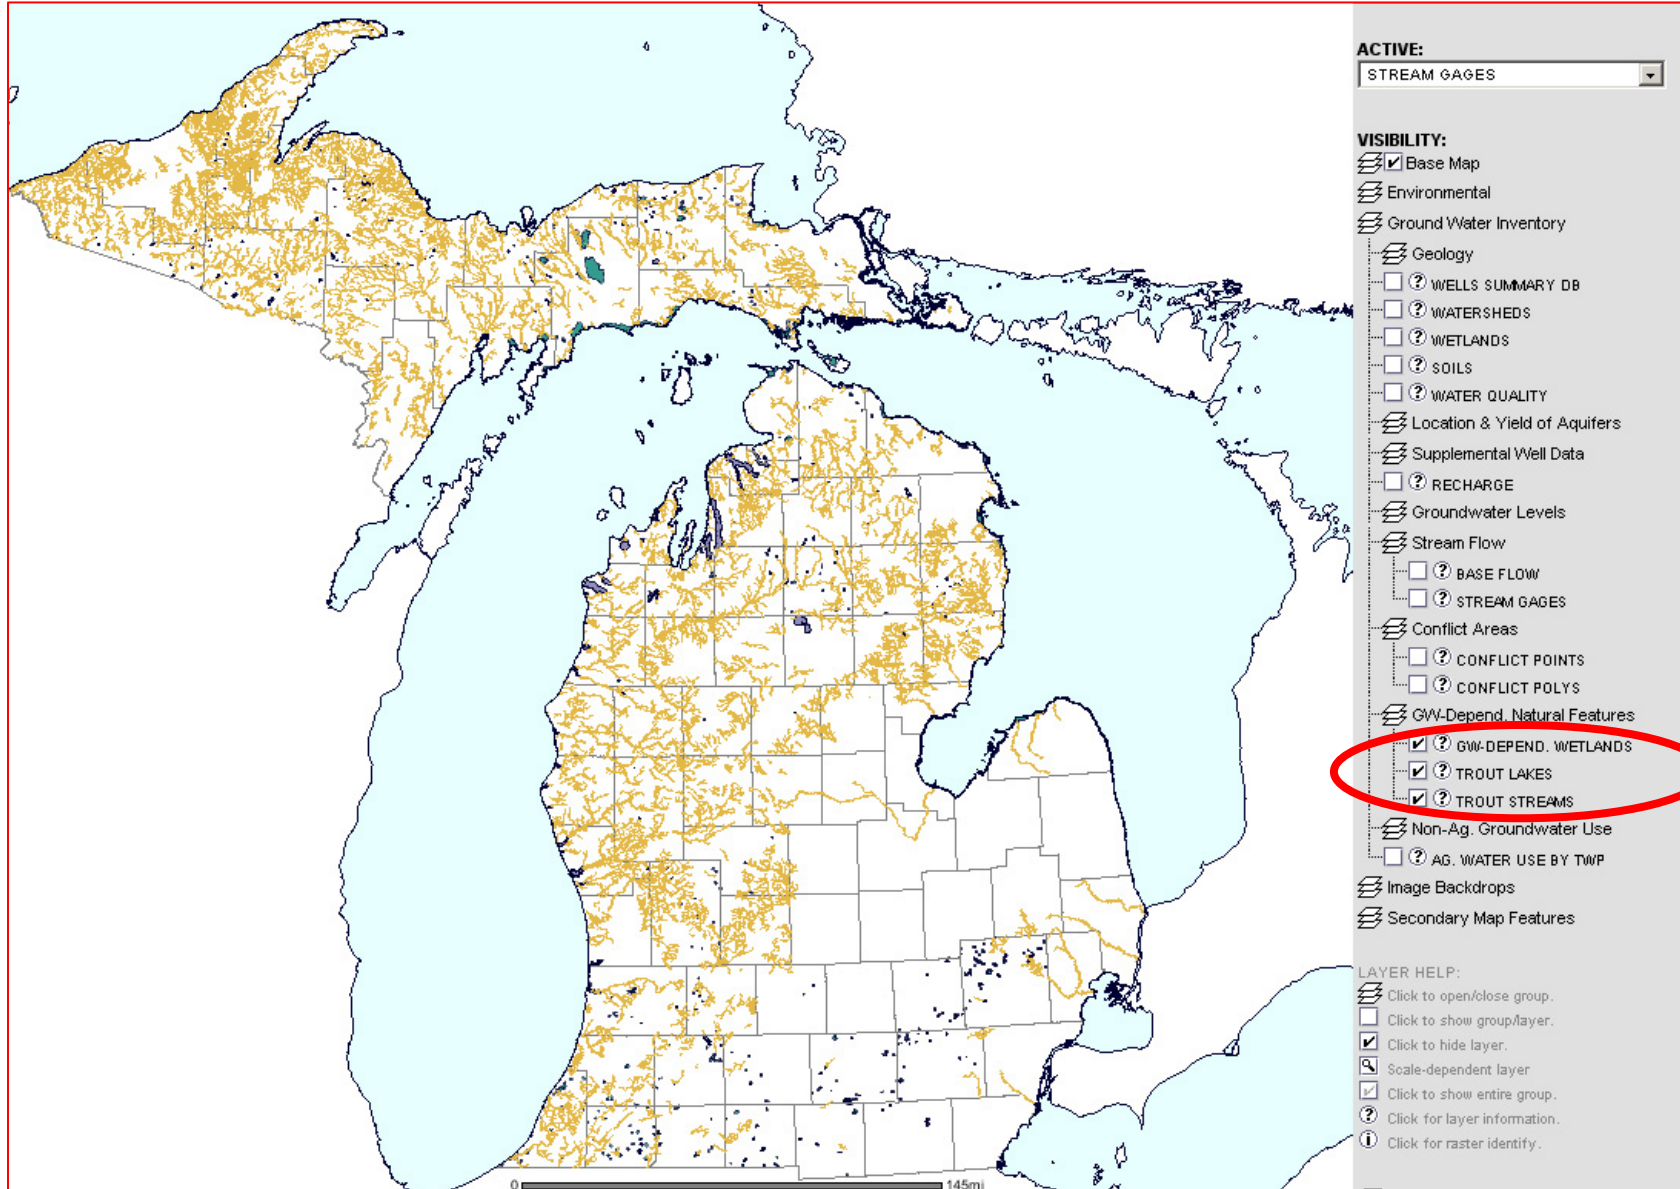 ACTIVE:
STREAM GAGES
VISIBILITY:
Base Map
Environmental
Ground Water Inventory
Geology
WELLS SUMMARY DB
WATERSHEDS
WETLANDS
SOILS
WATER QUALITY
Location & Yield of Aquifers
Supplemental Well Data
RECHARGE
Groundwater Levels
Stream Flow
BASE FLOW
STREAM GAGES
Conflict Areas
CONFLICT POINTS
CONFLICT POLYS
GW-Depend. Natural Features
GW-DEPEND. WETLANDS
TROUT LAKES
TROUT STREAMS
Non-Ag. Groundwater Use
AG. WATER USE BY TWP
Image Backdrops
Secondary Map Features
LAYER HELP:
Click to open/close group.
Click to show group/layer.
Click to hide layer.
Scale-dependent layer
Click to show entire group.
Click for layer information.
Click for raster identify.
0 145mi